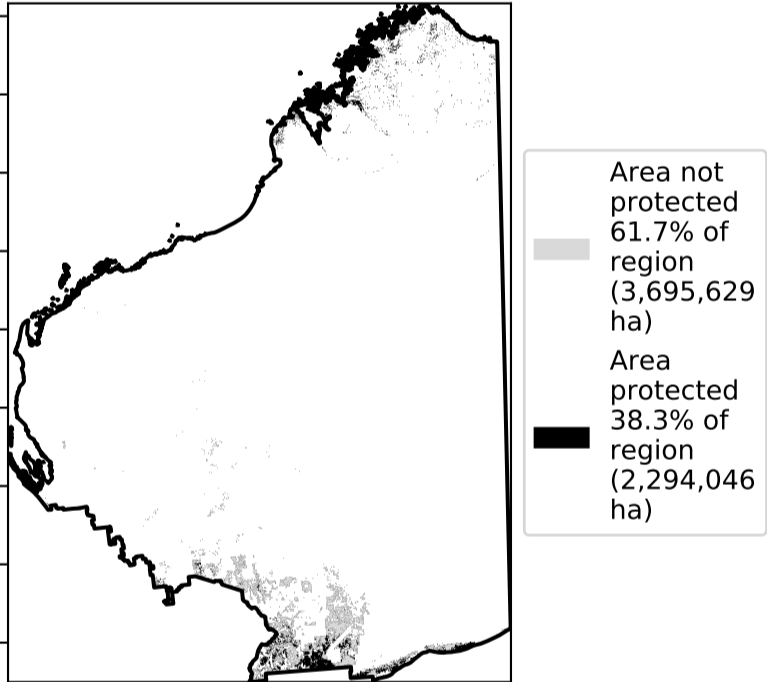 Area not
protected
61.7% of
region
(3,695,629
ha)
Area
protected
38.3% of
region
(2,294,046
ha)